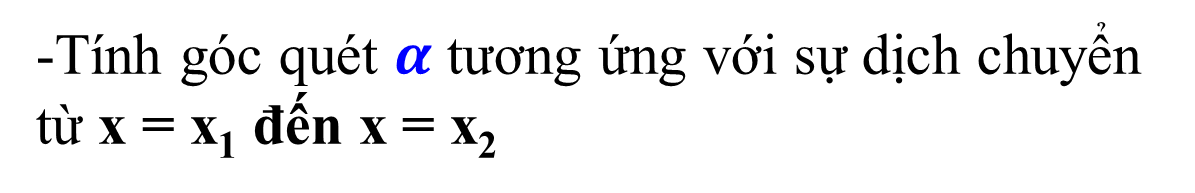 -Tính góc quét α tương ứng với sự dịch chuyển
từ x = x₁ đến x = x₂